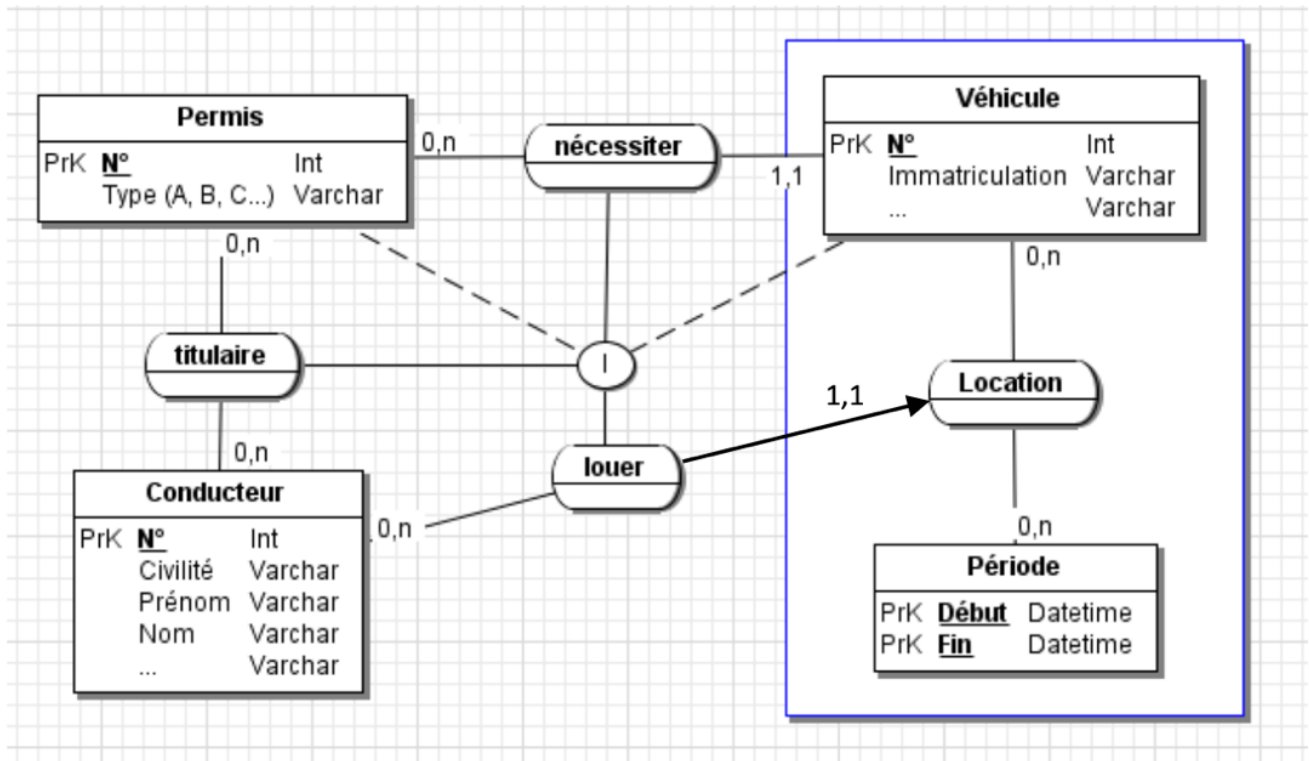 Permis
PrK N° Int
Type (A, B, C...) Varchar
0,n
nécessiter
1,1
Véhicule
PrK N° Int
Immatriculation Varchar
... Varchar
0,n
0,n
titulaire
I
Location
1,1
louer
0,n
Conducteur
PrK N° Int
Civilité Varchar
Prénom Varchar
Nom Varchar
... Varchar
0,n
0,n
Période
PrK Début Datetime
PrK Fin Datetime